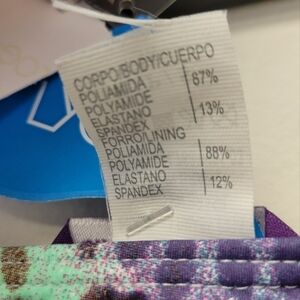 CORPO/BODY/CUERPO
POLIAMIDA
POLYAMIDE 87%
ELASTANO
SPANDEX 13%
FORRO/LINING
POLIAMIDA
POLYAMIDE 88%
ELASTANO
SPANDEX 12%